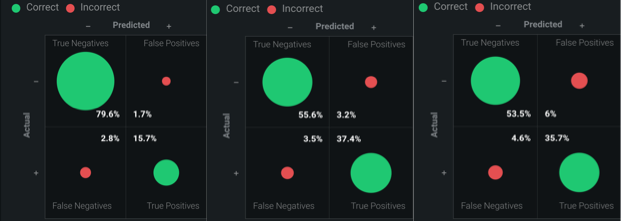 Correct Incorrect
Predicted
− +
True Negatives False Positives
−
79.6% 1.7%
Actual
2.8% 15.7%
+
False Negatives True Positives
Correct Incorrect
Predicted
− +
True Negatives False Positives
−
55.6% 3.2%
Actual
3.5% 37.4%
+
False Negatives True Positives
Correct Incorrect
Predicted
− +
True Negatives False Positives
−
53.5% 6%
Actual
4.6% 35.7%
+
False Negatives True Positives